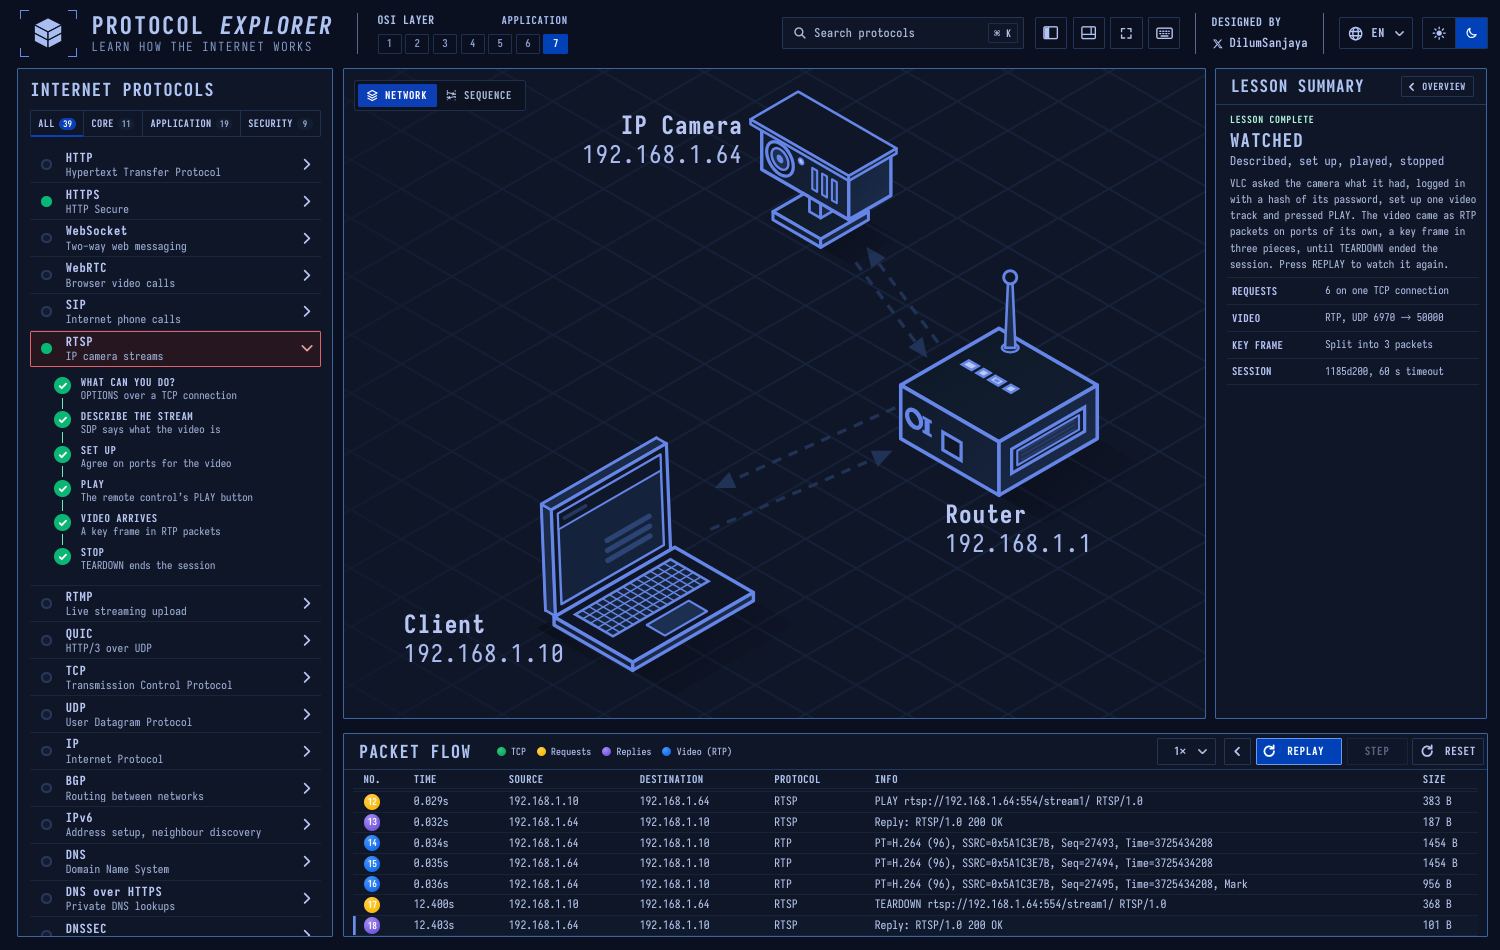 PROTOCOL EXPLORER
LEARN HOW THE INTERNET WORKS
OSI LAYER APPLICATION
1 2 3 4 5 6 7
Search protocols ⌘ K
DESIGNED BY
DilumSanjaya
EN
INTERNET PROTOCOLS
ALL 39 CORE 11 APPLICATION 19 SECURITY 9
HTTP
Hypertext Transfer Protocol
HTTPS
HTTP Secure
WebSocket
Two-way web messaging
WebRTC
Browser video calls
SIP
Internet phone calls
RTSP
IP camera streams
WHAT CAN YOU DO?
OPTIONS over a TCP connection
DESCRIBE THE STREAM
SDP says what the video is
SET UP
Agree on ports for the video
PLAY
The remote control's PLAY button
VIDEO ARRIVES
A key frame in RTP packets
STOP
TEARDOWN ends the session
RTMP
Live streaming upload
QUIC
HTTP/3 over UDP
TCP
Transmission Control Protocol
UDP
User Datagram Protocol
IP
Internet Protocol
BGP
Routing between networks
IPv6
Address setup, neighbour discovery
DNS
Domain Name System
DNS over HTTPS
Private DNS lookups
DNSSEC
NETWORK SEQUENCE
IP Camera
192.168.1.64
Router
192.168.1.1
Client
192.168.1.10
LESSON SUMMARY OVERVIEW
LESSON COMPLETE
WATCHED
Described, set up, played, stopped
VLC asked the camera what it had, logged in
with a hash of its password, set up one video
track and pressed PLAY. The video came as RTP
packets on ports of its own, a key frame in
three pieces, until TEARDOWN ended the
session. Press REPLAY to watch it again.
REQUESTS 6 on one TCP connection
VIDEO RTP, UDP 6970 → 50000
KEY FRAME Split into 3 packets
SESSION 1185d200, 60 s timeout
PACKET FLOW TCP Requests Replies Video (RTP) 1× REPLAY STEP RESET
NO. TIME SOURCE DESTINATION PROTOCOL INFO SIZE
12 0.029s 192.168.1.10 192.168.1.64 RTSP PLAY rtsp://192.168.1.64:554/stream1/ RTSP/1.0 383 B
13 0.032s 192.168.1.64 192.168.1.10 RTSP Reply: RTSP/1.0 200 OK 187 B
14 0.034s 192.168.1.64 192.168.1.10 RTP PT=H.264 (96), SSRC=0x5A1C3E7B, Seq=27493, Time=3725434208 1454 B
15 0.035s 192.168.1.64 192.168.1.10 RTP PT=H.264 (96), SSRC=0x5A1C3E7B, Seq=27494, Time=3725434208 1454 B
16 0.036s 192.168.1.64 192.168.1.10 RTP PT=H.264 (96), SSRC=0x5A1C3E7B, Seq=27495, Time=3725434208, Mark 956 B
17 12.400s 192.168.1.10 192.168.1.64 RTSP TEARDOWN rtsp://192.168.1.64:554/stream1/ RTSP/1.0 368 B
18 12.403s 192.168.1.64 192.168.1.10 RTSP Reply: RTSP/1.0 200 OK 101 B